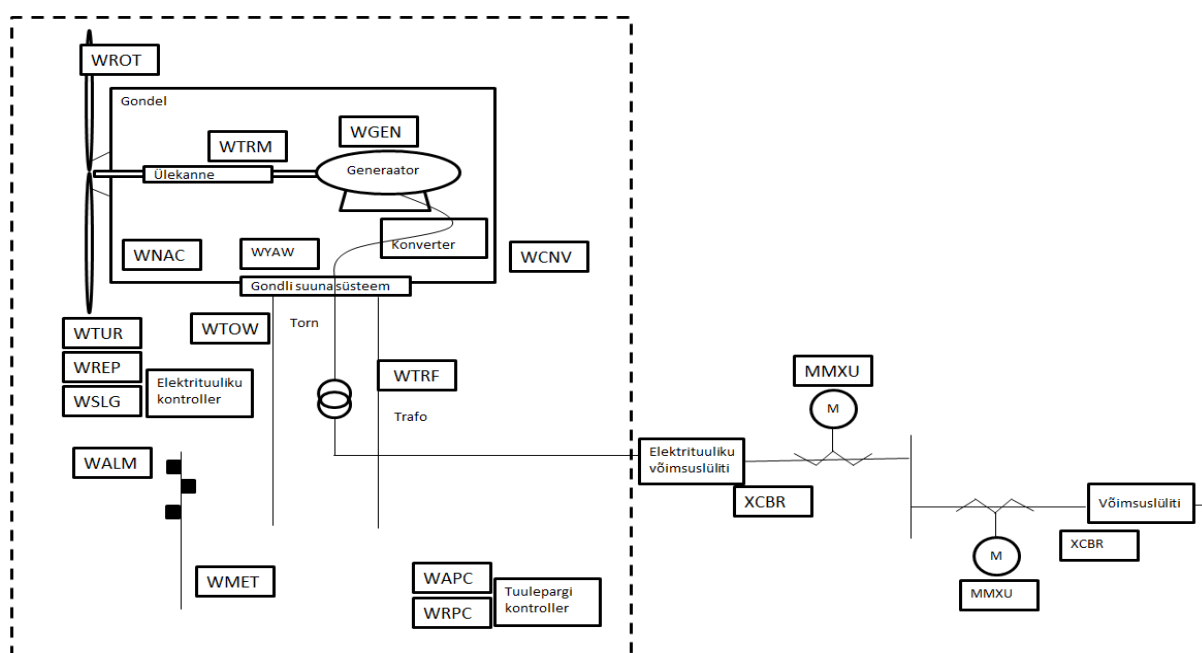 WROT
Gondel
WGEN
WTRM
Generaator
Ülekanne
WNAC
WYAW
Konverter
WCNV
Gondli suunasüsteem
WTUR
WTOW
Torn
WREP
Elektrituuliku
kontroller
WSLG
WTRF
Trafo
MMXU
M
WALM
Elektrituuliku
võimsuslüliti
XCBR
Võimsuslüliti
XCBR
M
MMXU
WMET
WAPC
WRPC
Tuulepargi
kontroller